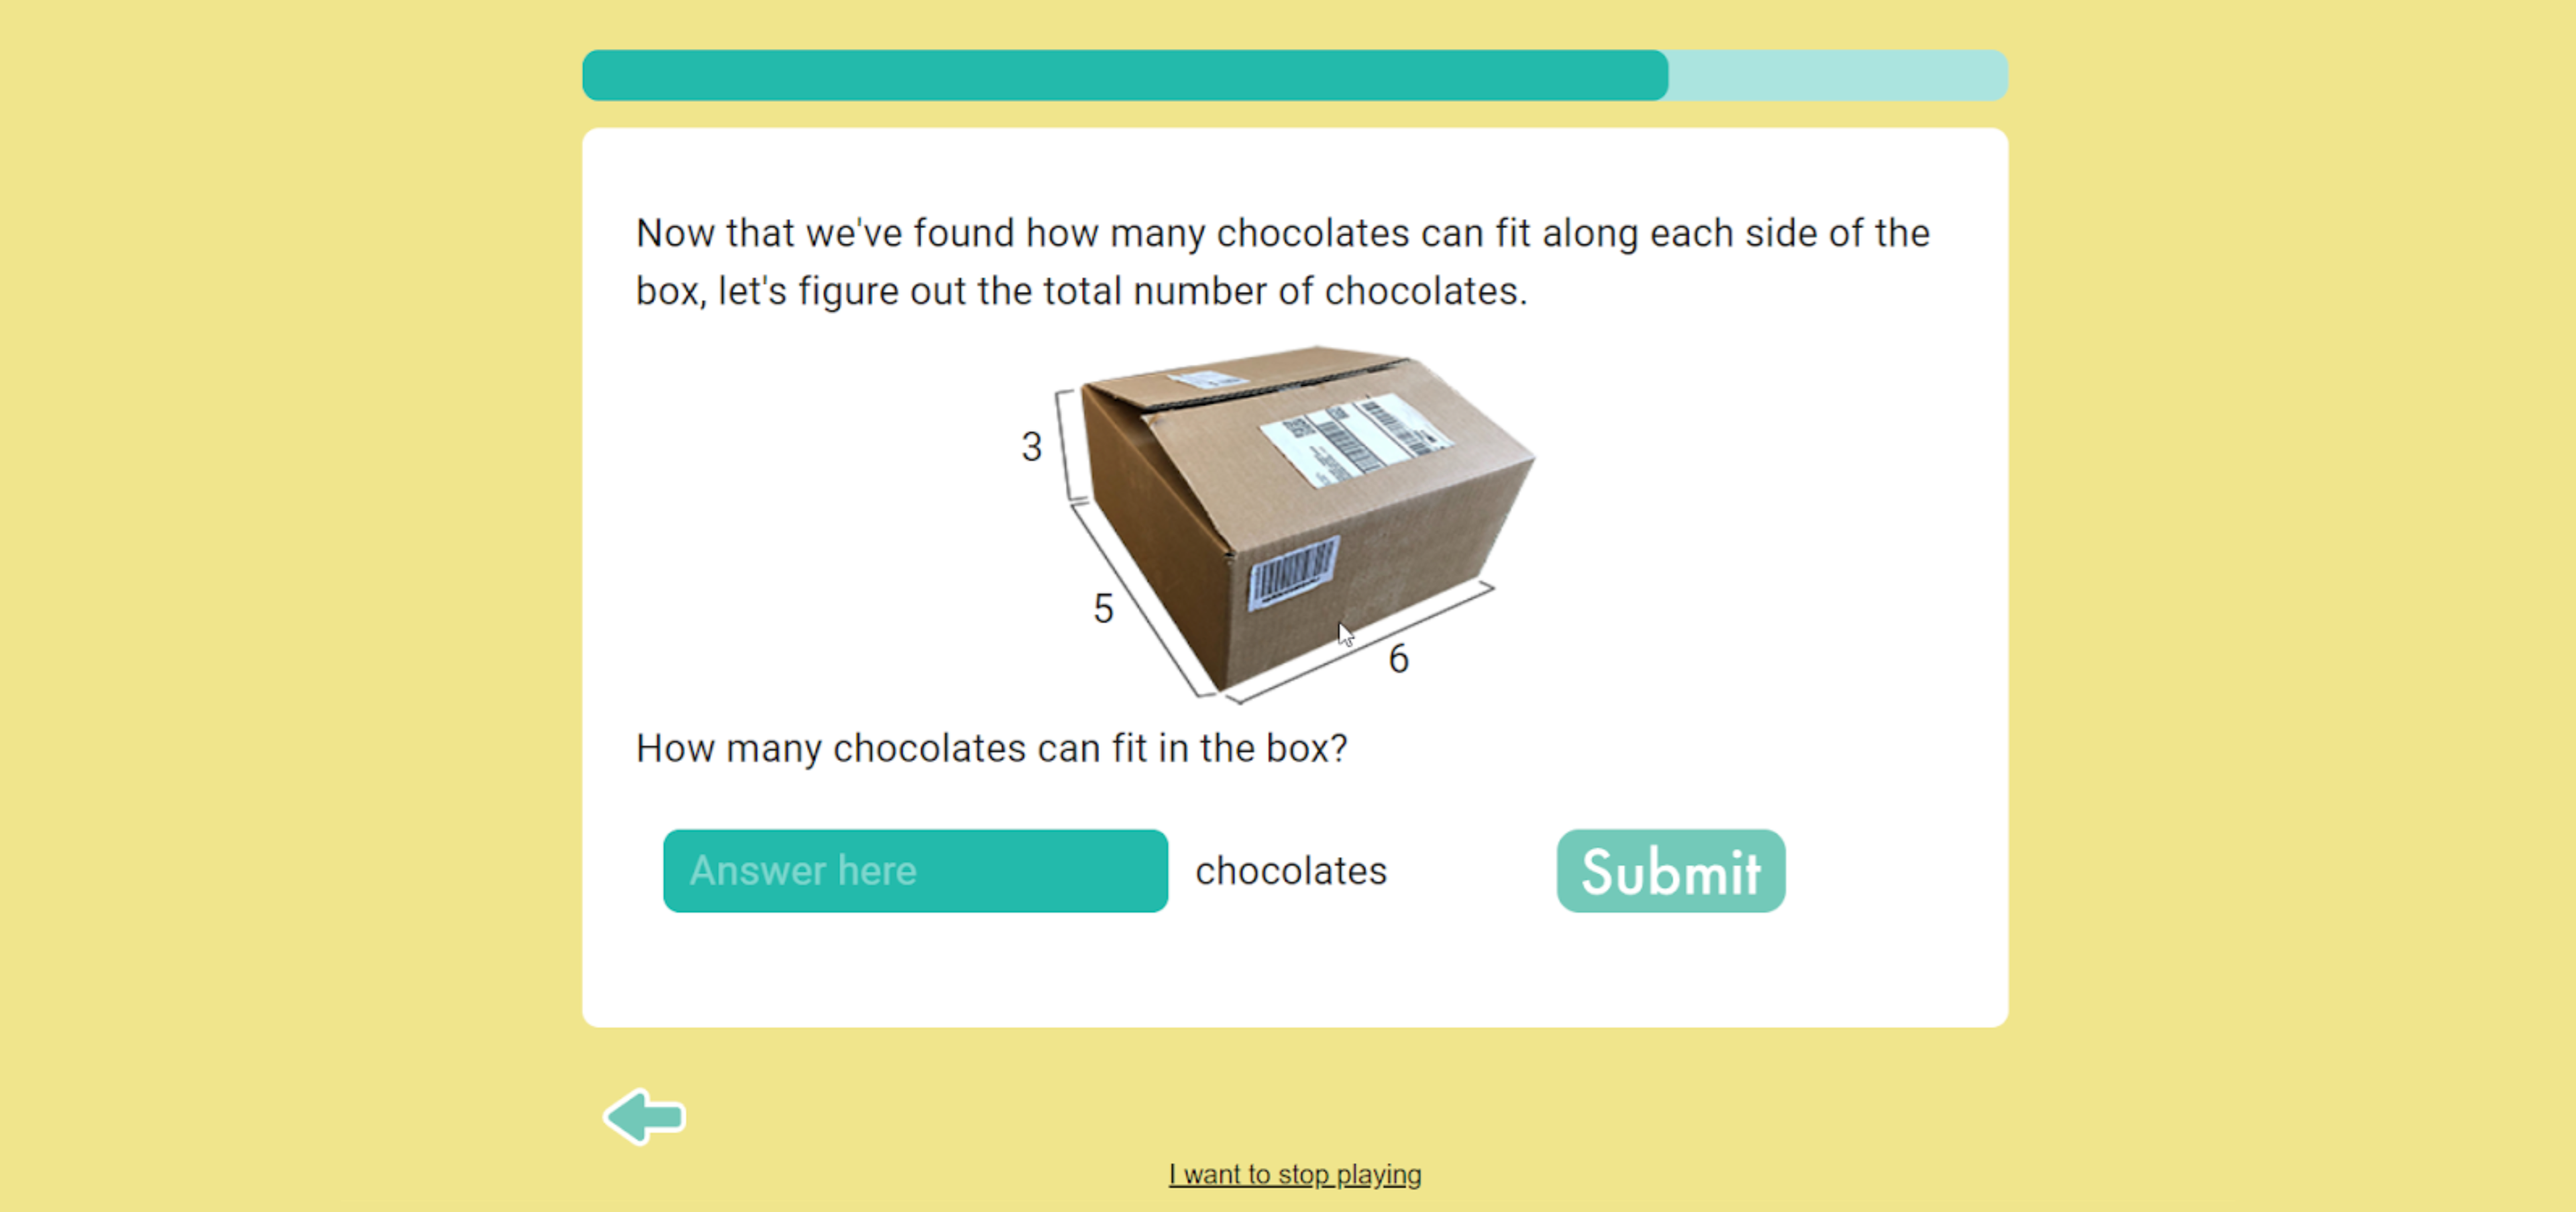 Now that we've found how many chocolates can fit along each side of the
box, let's figure out the total number of chocolates.
3
5
6
How many chocolates can fit in the box?
Answer here chocolates Submit
I want to stop playing